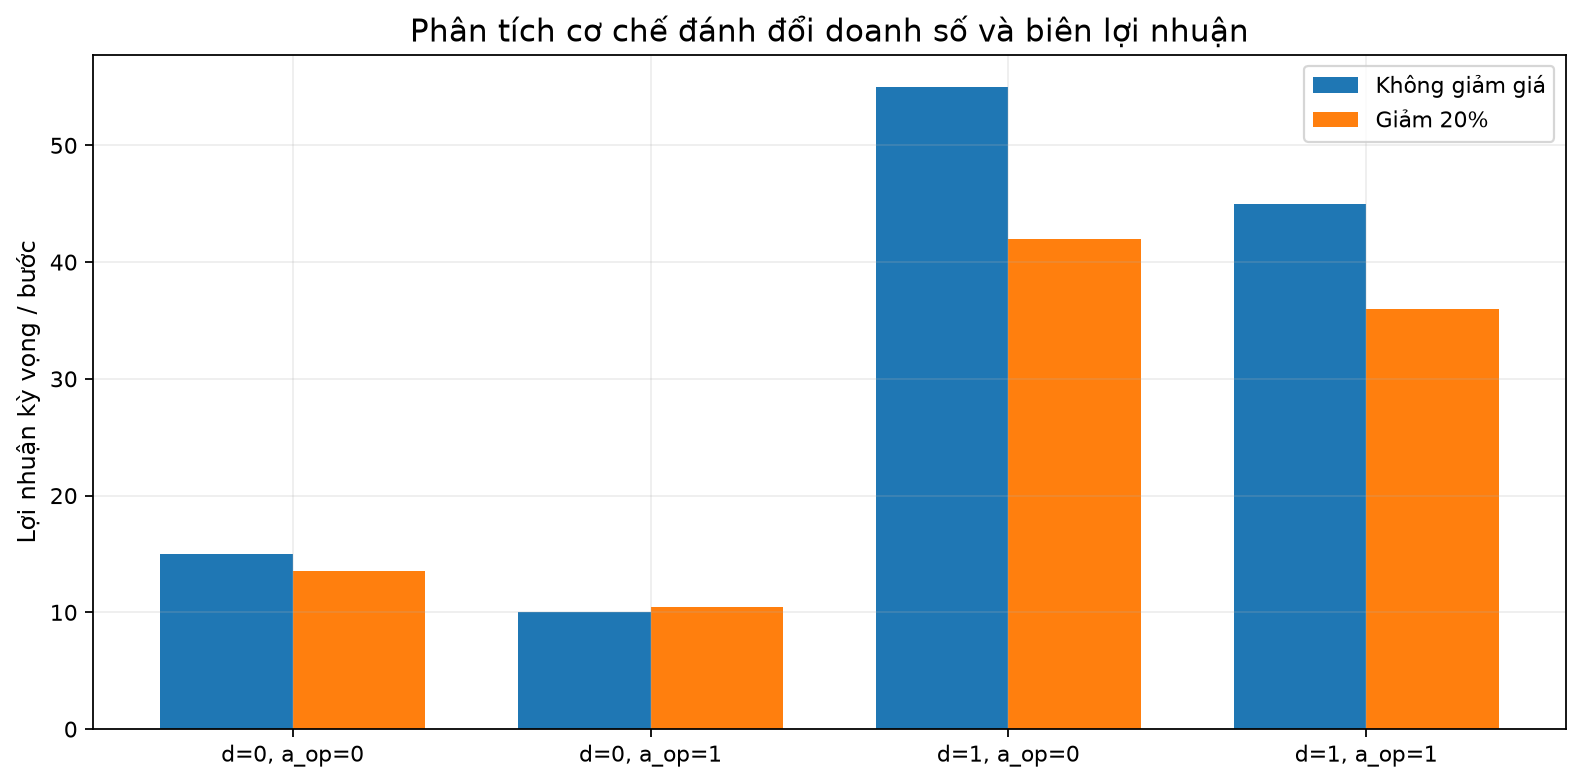 Phân tích cơ chế đánh đổi doanh số và biên lợi nhuận
Không giảm giá
Giảm 20%
Lợi nhuận kỳ vọng / bước
50
40
30
20
10
0
d=0, a_op=0
d=0, a_op=1
d=1, a_op=0
d=1, a_op=1